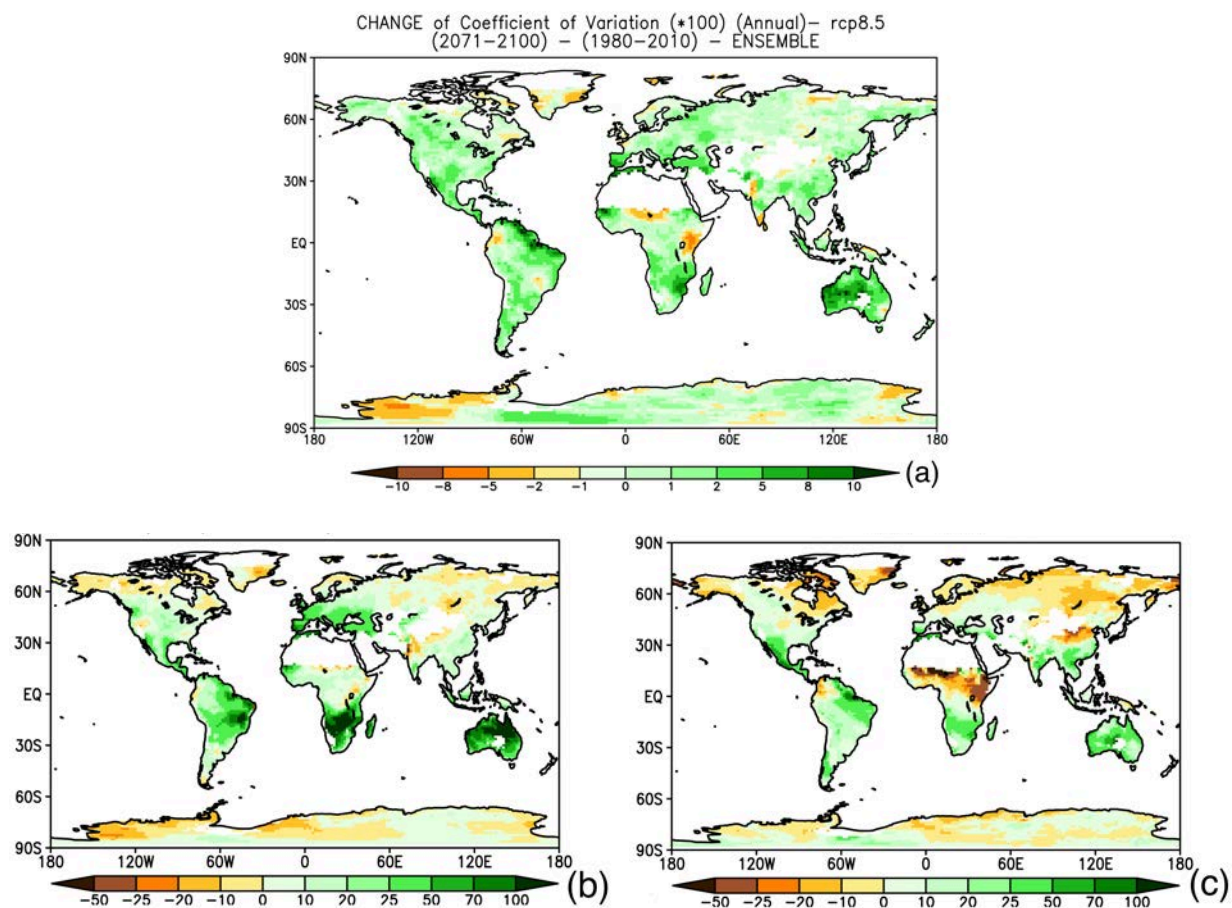 CHANGE of Coefficient of Variation (*100) (Annual)- rcp8.5
(2071-2100) - (1980-2010) - ENSEMBLE
90N
60N
30N
EQ
30S
60S
90S
180 120W 60W 0 60E 120E 180
-10 -8 -5 -2 -1 0 1 2 5 8 10
(a)
90N
60N
30N
EQ
30S
60S
90S
180 120W 60W 0 60E 120E 180
-50 -25 -20 -10 0 10 20 25 50 70 100
(b)
90N
60N
30N
EQ
30S
60S
90S
180 120W 60W 0 60E 120E 180
-50 -25 -20 -10 0 10 20 25 50 70 100
(c)